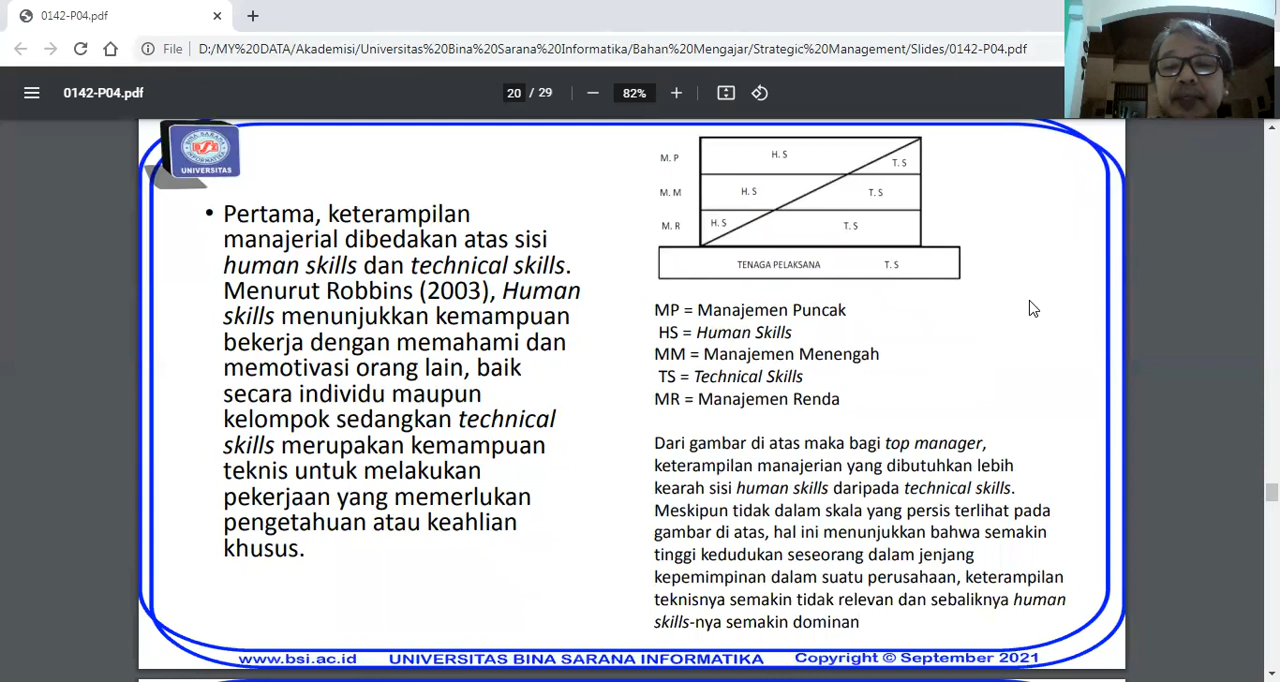 0142-P04.pdf
File
D:/MY%20DATA/Akademisi/Universitas%20Bina%20Sarana%20Informatika/Bahan%20Mengajar/Strategic%20Management/Slides/0142-P04.pdf
0142-P04.pdf
20 / 29
82%
BINA SARANA
INFORMATIKA
UNIVERSITAS
• Pertama, keterampilan
manajerial dibedakan atas sisi
human skills dan technical skills.
Menurut Robbins (2003), Human
skills menunjukkan kemampuan
bekerja dengan memahami dan
memotivasi orang lain, baik
secara individu maupun
kelompok sedangkan technical
skills merupakan kemampuan
teknis untuk melakukan
pekerjaan yang memerlukan
pengetahuan atau keahlian
khusus.
M. P H. S T. S
M. M H. S T. S
M. R H. S T. S
TENAGA PELAKSANA T. S
MP = Manajemen Puncak
HS = Human Skills
MM = Manajemen Menengah
TS = Technical Skills
MR = Manajemen Renda
Dari gambar di atas maka bagi top manager,
keterampilan manajerian yang dibutuhkan lebih
kearah sisi human skills daripada technical skills.
Meskipun tidak dalam skala yang persis terlihat pada
gambar di atas, hal ini menunjukkan bahwa semakin
tinggi kedudukan seseorang dalam jenjang
kepemimpinan dalam suatu perusahaan, keterampilan
teknisnya semakin tidak relevan dan sebaliknya human
skills-nya semakin dominan
www.bsi.ac.id UNIVERSITAS BINA SARANA INFORMATIKA Copyright © September 2021